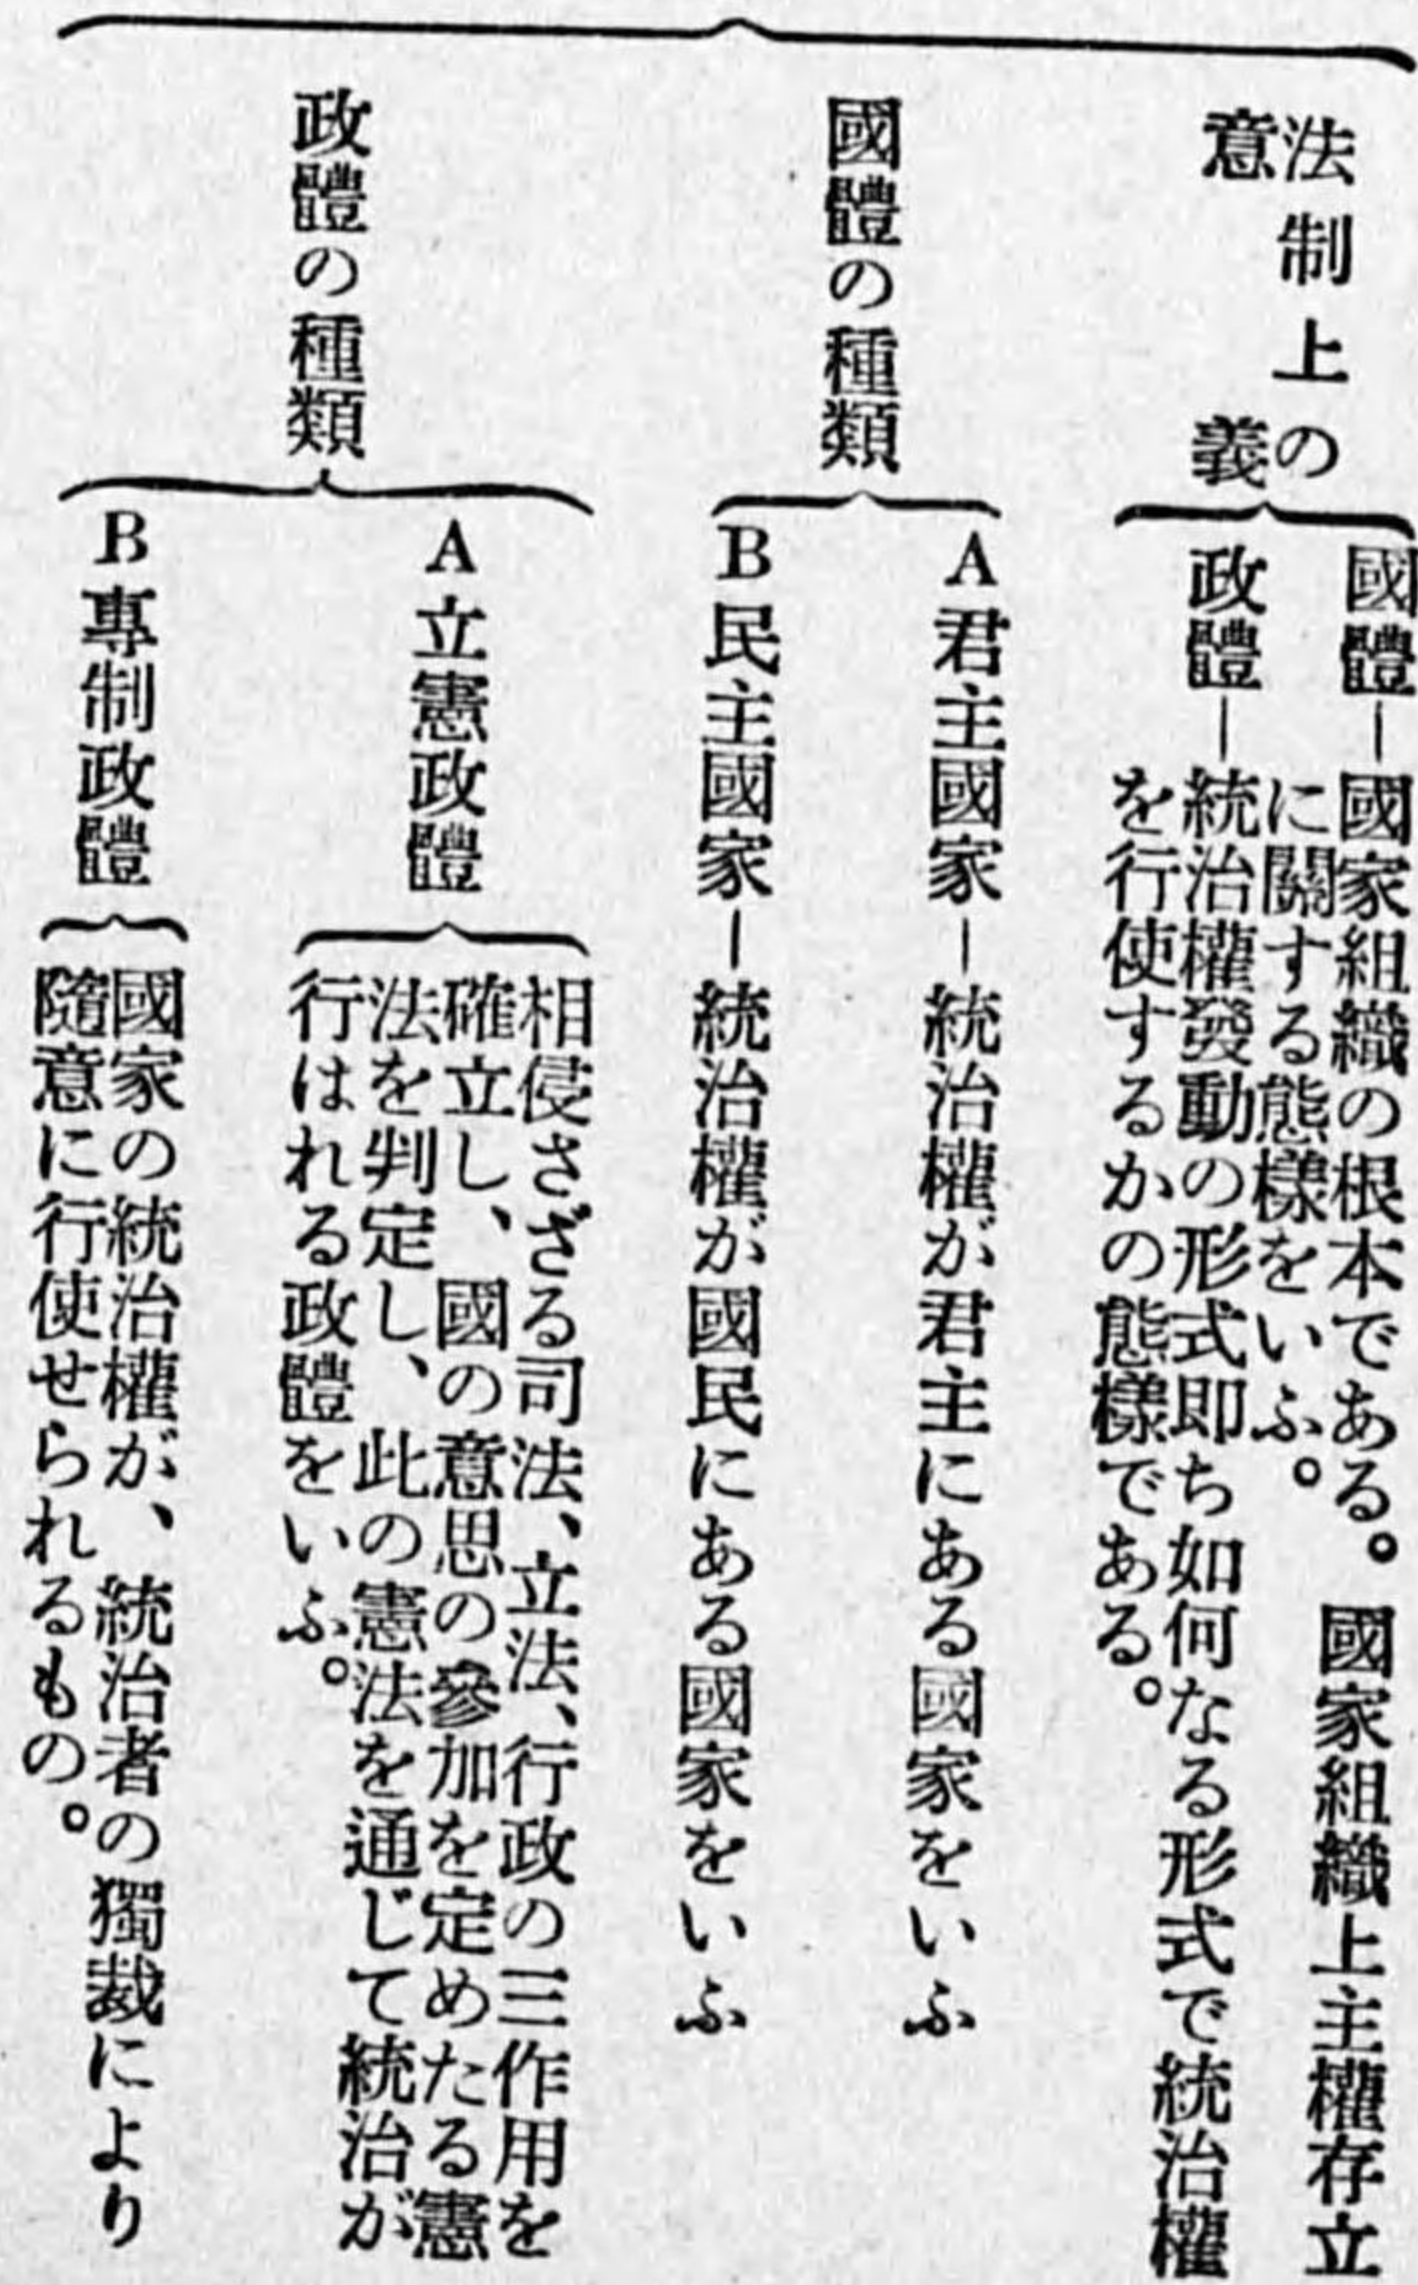 法制上の
意義
國體―國家組織の根本である。國家組織上主權存立
に關する態樣をいふ。
政體―統治權發動の形式卽ち如何なる形式で統治權
を行使するかの態樣である。
國體の種類
A 君主國家―統治權が君主にある國家をいふ
B 民主國家―統治權が國民にある國家をいふ
政體の種類
A 立憲政體
相侵さざる司法、立法、行政の三作用を
確立し、國の意思の參加を定めたる憲
法を判定し、此の憲法を通じて統治が
行はれる政體をいふ。
B 專制政體
國家の統治權が、統治者の獨裁により
隨意に行使せられるもの。